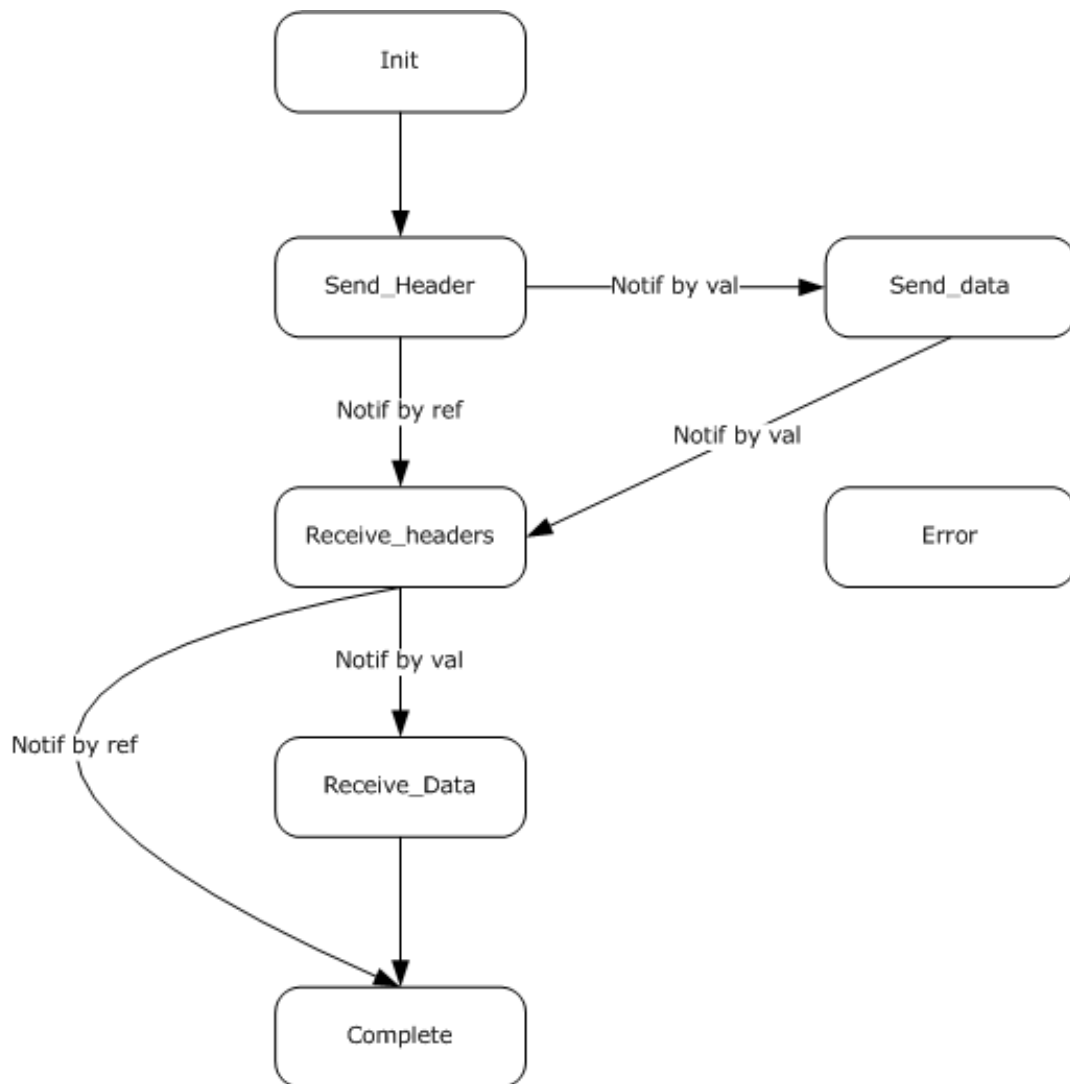 Init
Send_Header
Notif by val
Send_data
Notif by ref
Notif by val
Receive_headers
Error
Notif by val
Notif by ref
Receive_Data
Complete